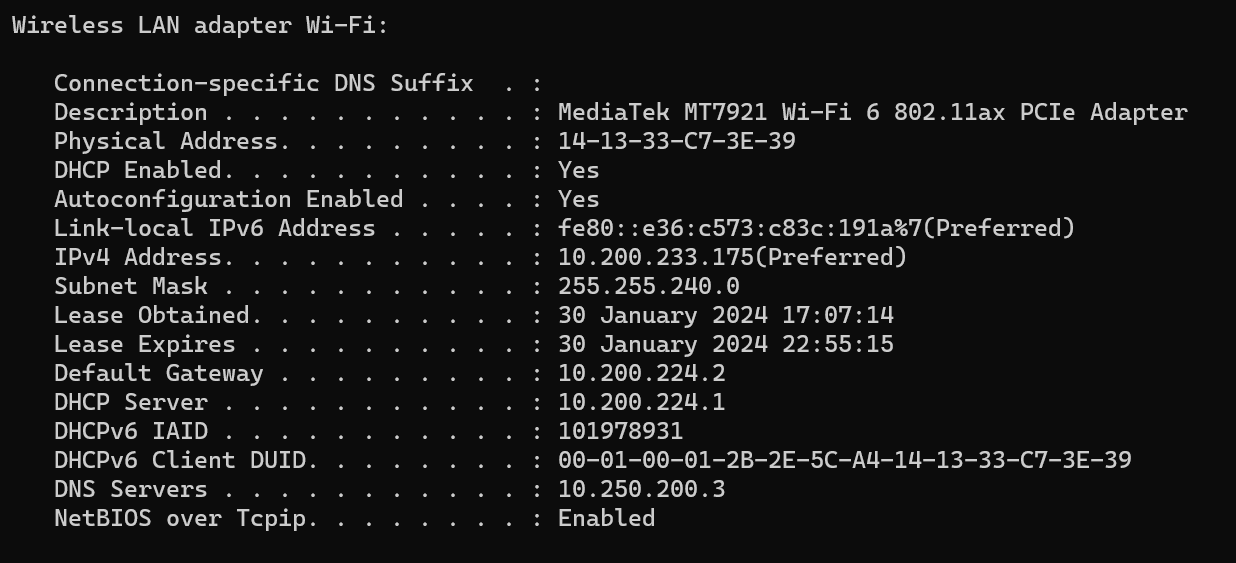 Wireless LAN adapter Wi-Fi:
Connection-specific DNS Suffix  . :
Description . . . . . . . . . . . : MediaTek MT7921 Wi-Fi 6 802.11ax PCIe Adapter
Physical Address. . . . . . . . . : 14-13-33-C7-3E-39
DHCP Enabled. . . . . . . . . . . : Yes
Autoconfiguration Enabled . . . . : Yes
Link-local IPv6 Address . . . . . : fe80::e36:c573:c83c:191a%7(Preferred)
IPv4 Address. . . . . . . . . . . : 10.200.233.175(Preferred)
Subnet Mask . . . . . . . . . . . : 255.255.240.0
Lease Obtained. . . . . . . . . . : 30 January 2024 17:07:14
Lease Expires . . . . . . . . . . : 30 January 2024 22:55:15
Default Gateway . . . . . . . . . : 10.200.224.2
DHCP Server . . . . . . . . . . . : 10.200.224.1
DHCPv6 IAID . . . . . . . . . . . : 101978931
DHCPv6 Client DUID. . . . . . . . : 00-01-00-01-2B-2E-5C-A4-14-13-33-C7-3E-39
DNS Servers . . . . . . . . . . . : 10.250.200.3
NetBIOS over Tcpip. . . . . . . . : Enabled